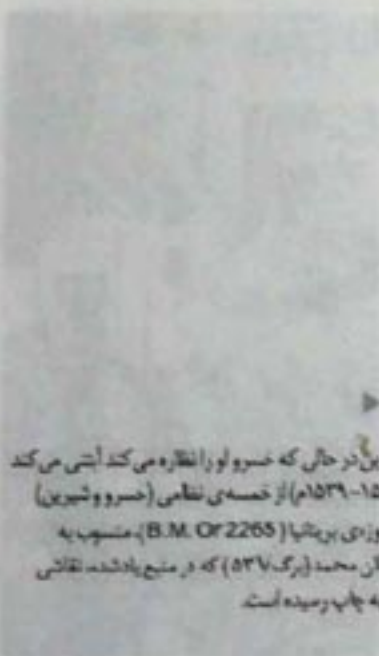 ین در حالی که خسرو او را نظاره می‌کند آبتنی می‌کند
۱۵-۱۵۳۹م) از خمسه‌ی نظامی (خسرو و شیرین)
وزه‌ی بریتانیا (B.M. Or 2265)، منسوب به
ان محمد (برگ ۵۳۷) که در منبع یادشده، نقاشی
ه چاپ رسیده است.